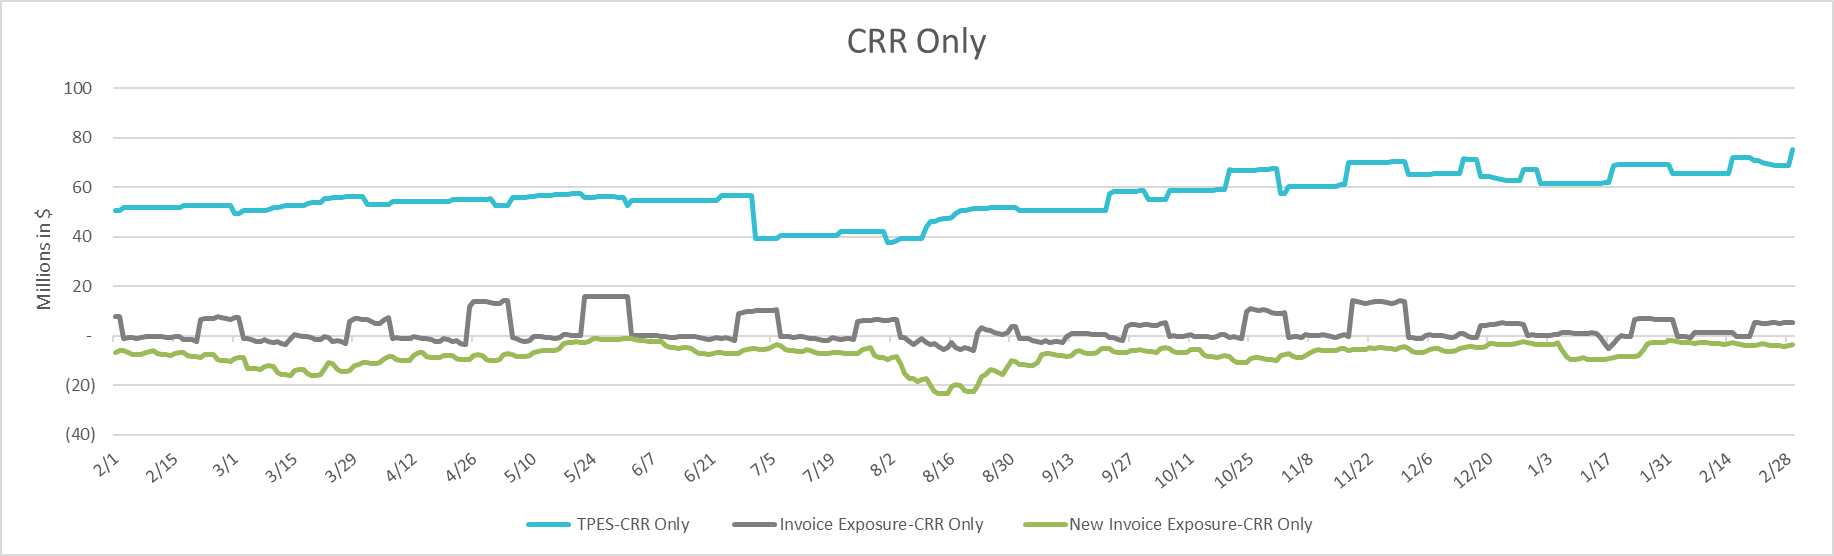 CRR Only
Millions in $
100
80
60
40
20
-
(20)
(40)
2/1 2/15 3/1 3/15 3/29 4/12 4/26 5/10 5/24 6/7 6/21 7/5 7/19 8/2 8/16 8/30 9/13 9/27 10/11 10/25 11/8 11/22 12/6 12/20 1/3 1/17 1/31 2/14 2/28
TPES-CRR Only Invoice Exposure-CRR Only New Invoice Exposure-CRR Only